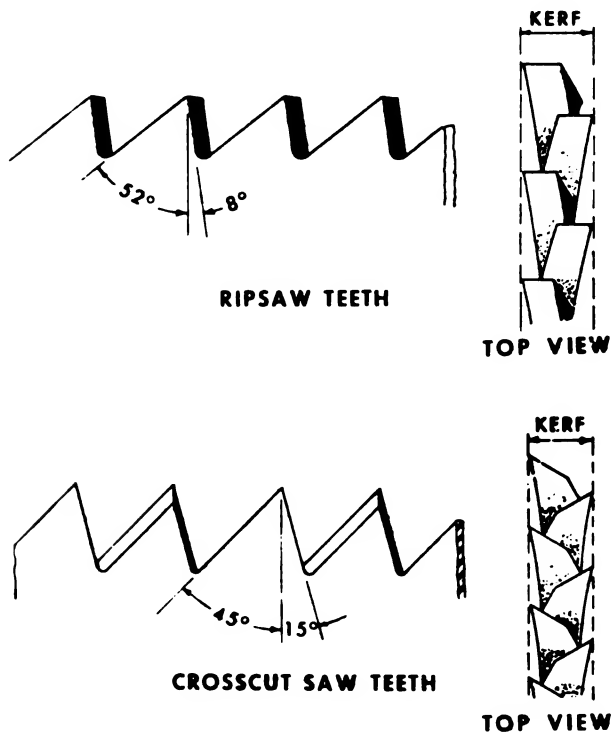 KERF
52°
8°
RIPSAW TEETH
TOP VIEW
KERF
45°
15°
CROSSCUT SAW TEETH
TOP VIEW